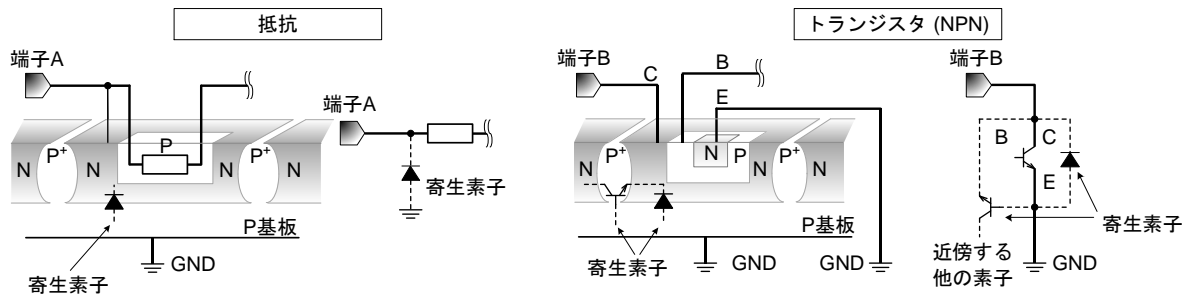 抵抗
トランジスタ (NPN)
端子A
端子A
P
N
P+
N
N
P+
N
寄生素子
P基板
寄生素子
GND
端子B
C
B
E
N
P+
N
N
P
N
P+
N
P基板
寄生素子
GND
GND
端子B
B
C
E
寄生素子
近傍する
他の素子
GND